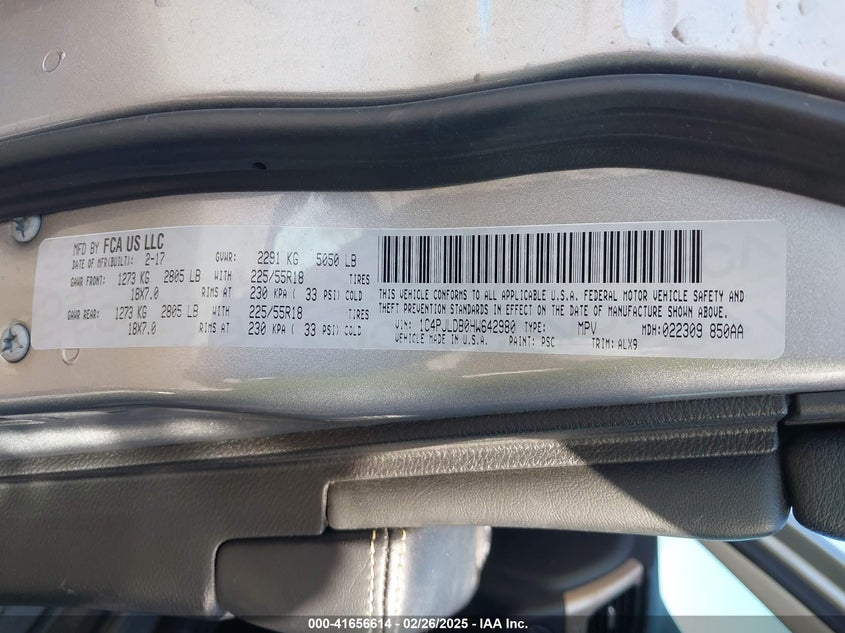 MFD BY FCA US LLC
DATE OF MFR(BUILT): 2-17 GVWR: 2291 KG 5050 LB
GAWR FRONT: 1273 KG 2805 LB WITH 225/55R18 TIRES
18X7.0 RIMS AT 230 KPA ( 33 PSI) COLD
GAWR REAR: 1273 KG 2805 LB WITH 225/55R18 TIRES
18X7.0 RIMS AT 230 KPA ( 33 PSI) COLD
THIS VEHICLE CONFORMS TO ALL APPLICABLE U.S.A. FEDERAL MOTOR VEHICLE SAFETY AND
THEFT PREVENTION STANDARDS IN EFFECT ON THE DATE OF MANUFACTURE SHOWN ABOVE.
VIN: 1C4PJLDB0HW642980 TYPE: MPV MDH:022309 850AA
VEHICLE MADE IN U.S.A. PAINT: PSC TRIM: ALX9
000-41656614 - 02/26/2025 - IAA Inc.